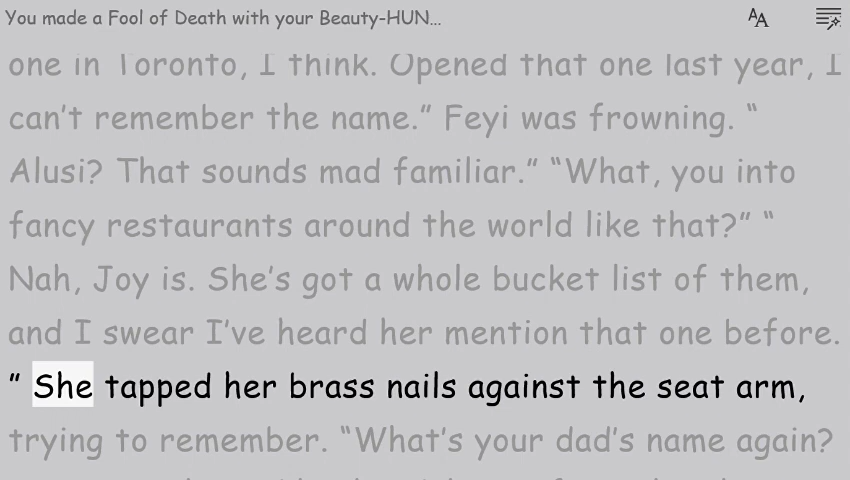 You made a Fool of Death with your Beauty-HUN...
one in Toronto, I think. Opened that one last year, I
can't remember the name.” Feyi was frowning. “
Alusi? That sounds mad familiar.” “What, you into
fancy restaurants around the world like that?” “
Nah, Joy is. She's got a whole bucket list of them,
and I swear I've heard her mention that one before.
” She tapped her brass nails against the seat arm,
trying to remember. “What's your dad's name again?